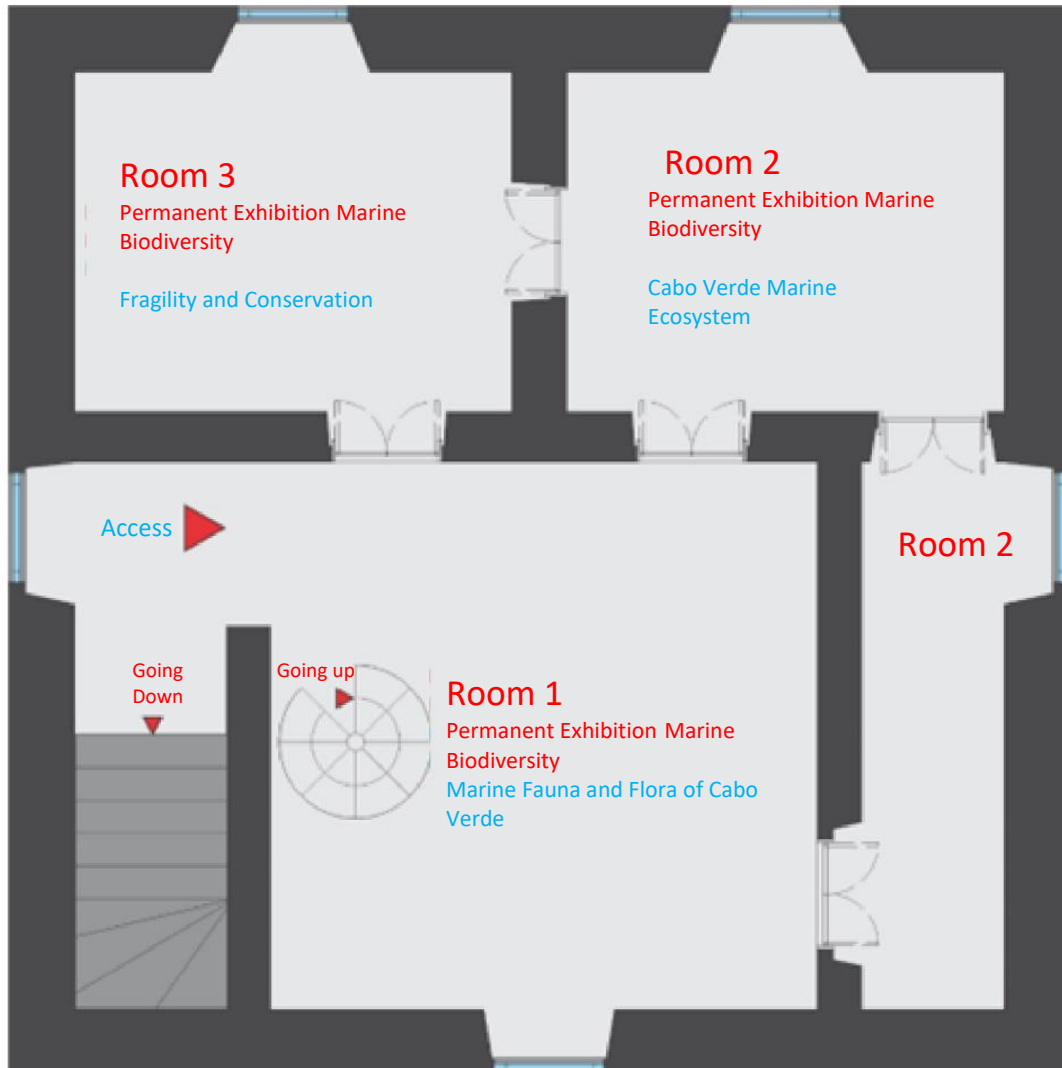 Room 3
Permanent Exhibition Marine
Biodiversity
Fragility and Conservation
Room 2
Permanent Exhibition Marine
Biodiversity
Cabo Verde Marine
Ecosystem
Access
Room 2
Going
Down
Going up
Room 1
Permanent Exhibition Marine
Biodiversity
Marine Fauna and Flora of Cabo
Verde